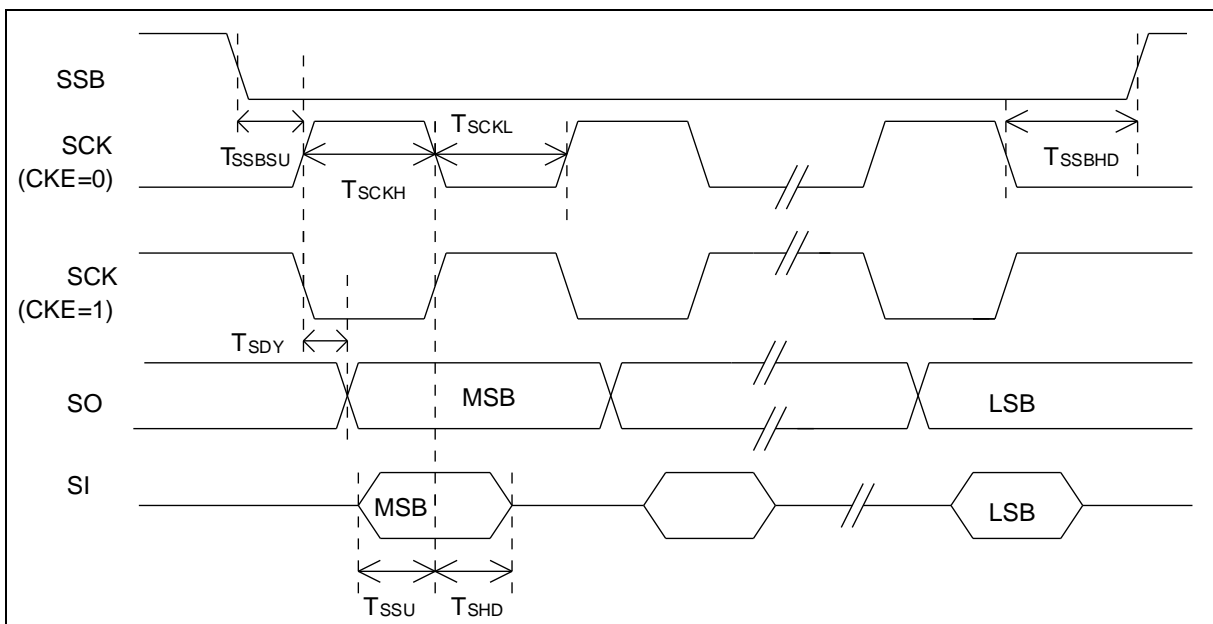 SSB
TSCKL
SCK
(CKE=0)
TSSBSU
TSCKH
TSSBHD
SCK
(CKE=1)
TSDY
SO
MSB
LSB
SI
MSB
LSB
TSSU
TSHD